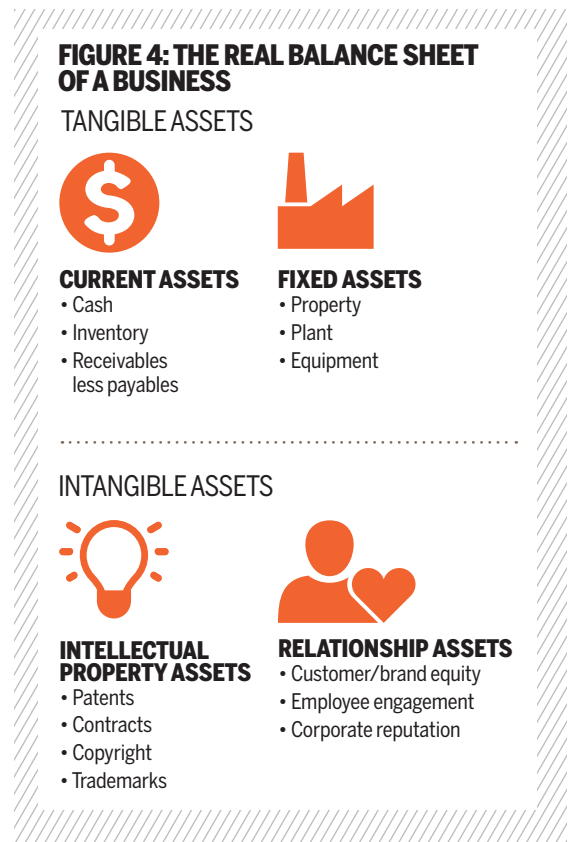 FIGURE 4: THE REAL BALANCE SHEET
OF A BUSINESS
TANGIBLE ASSETS
$
CURRENT ASSETS
• Cash
• Inventory
• Receivables
less payables
FIXED ASSETS
• Property
• Plant
• Equipment
INTANGIBLE ASSETS
INTELLECTUAL
PROPERTY ASSETS
• Patents
• Contracts
• Copyright
• Trademarks
RELATIONSHIP ASSETS
• Customer/brand equity
• Employee engagement
• Corporate reputation